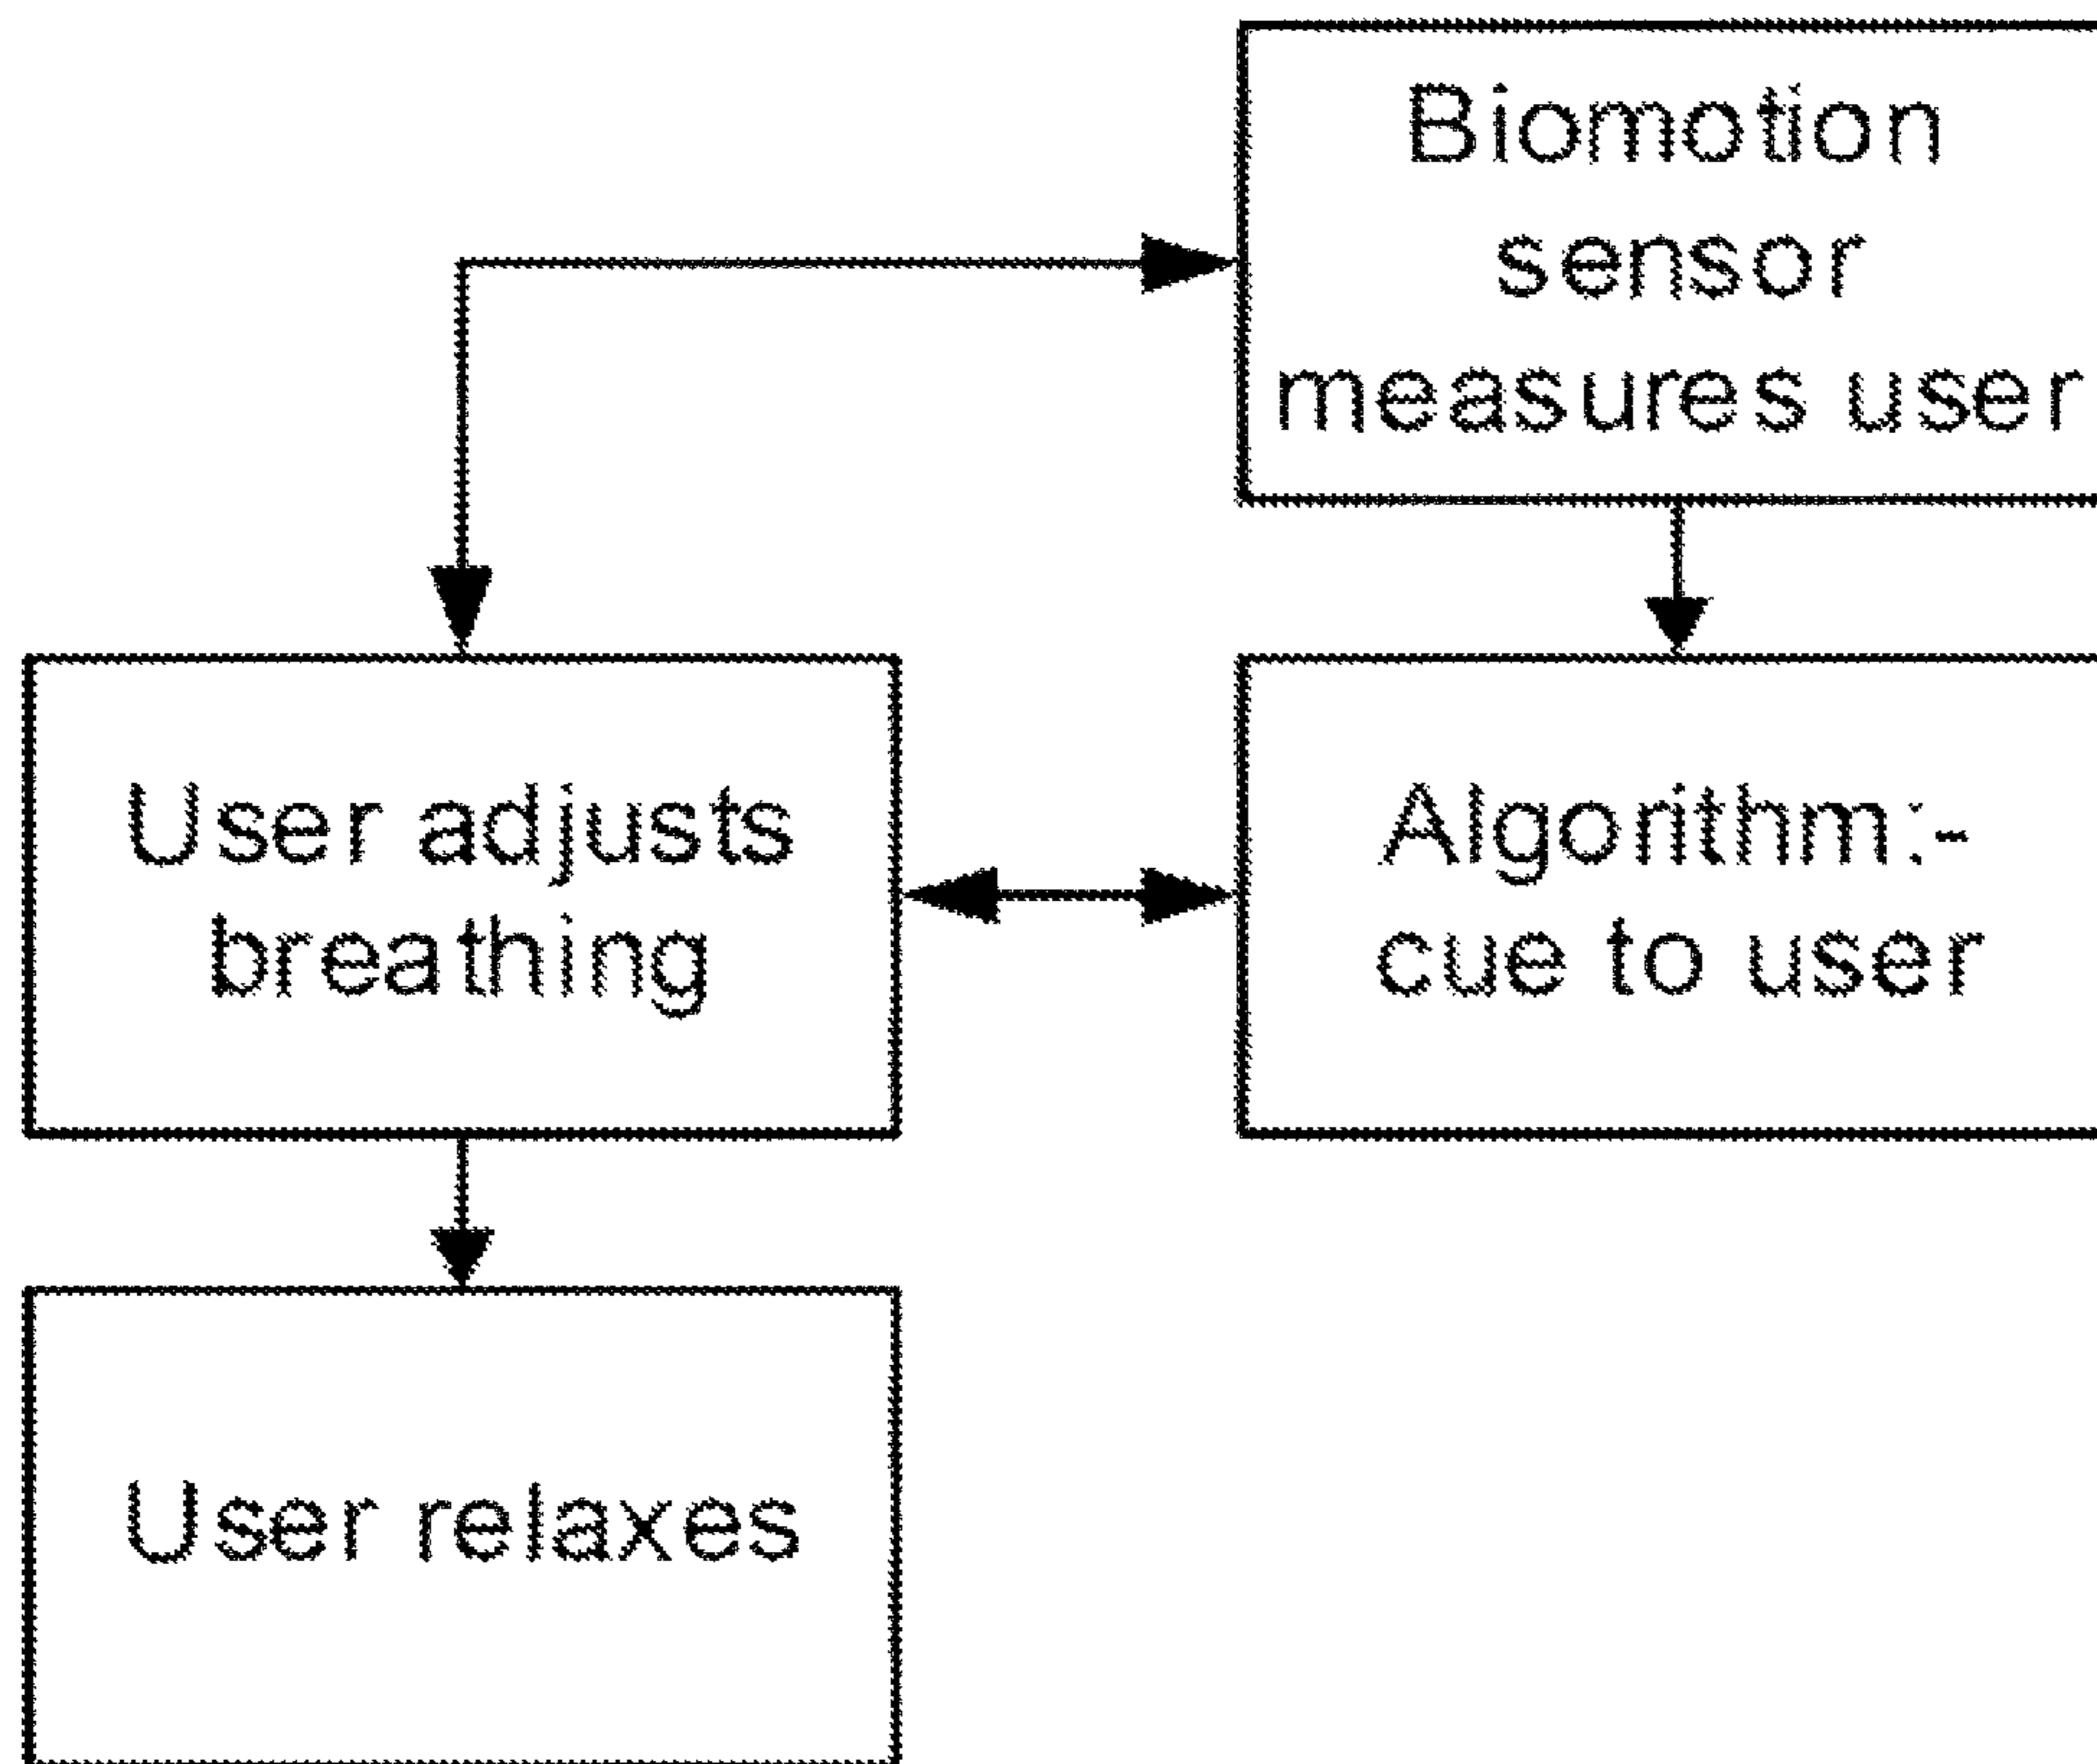 Biomotion
sensor
measures user
User adjusts
breathing
Algorithm:-
cue to user
User relaxes